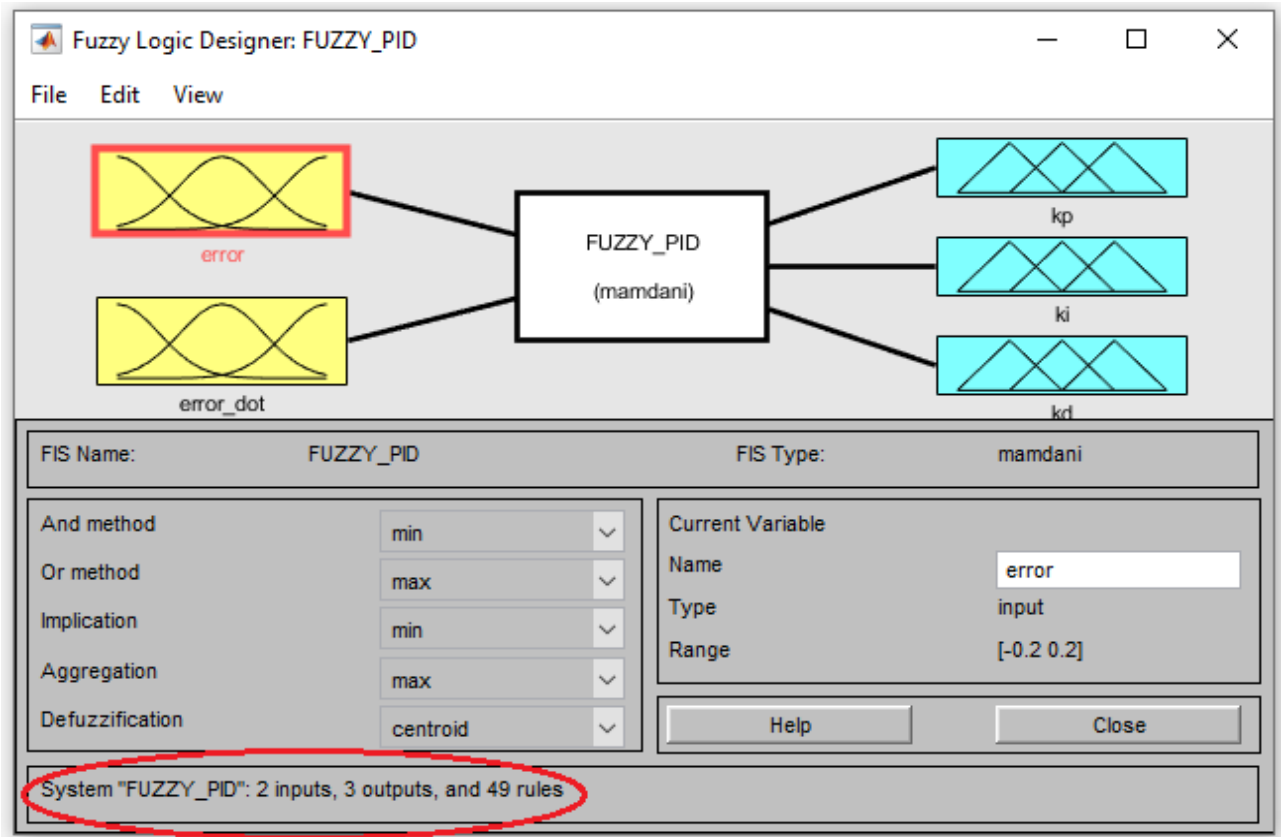 Fuzzy Logic Designer: FUZZY_PID
File Edit View
error
error_dot
FUZZY_PID
(mamdani)
kp
ki
kd
FIS Name: FUZZY_PID FIS Type: mamdani
And method min
Or method max
Implication min
Aggregation max
Defuzzification centroid
Current Variable
Name error
Type input
Range [-0.2 0.2]
Help Close
System "FUZZY_PID": 2 inputs, 3 outputs, and 49 rules